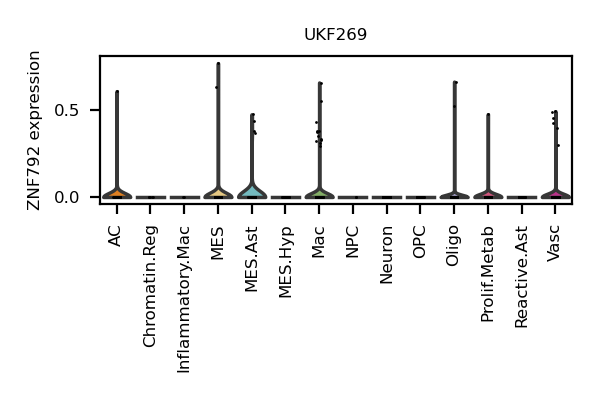 UKF269
ZNF792 expression
0.5
0.0
AC
Chromatin.Reg
Inflammatory.Mac
MES
MES.Ast
MES.Hyp
Mac
NPC
Neuron
OPC
Oligo
Prolif.Metab
Reactive.Ast
Vasc